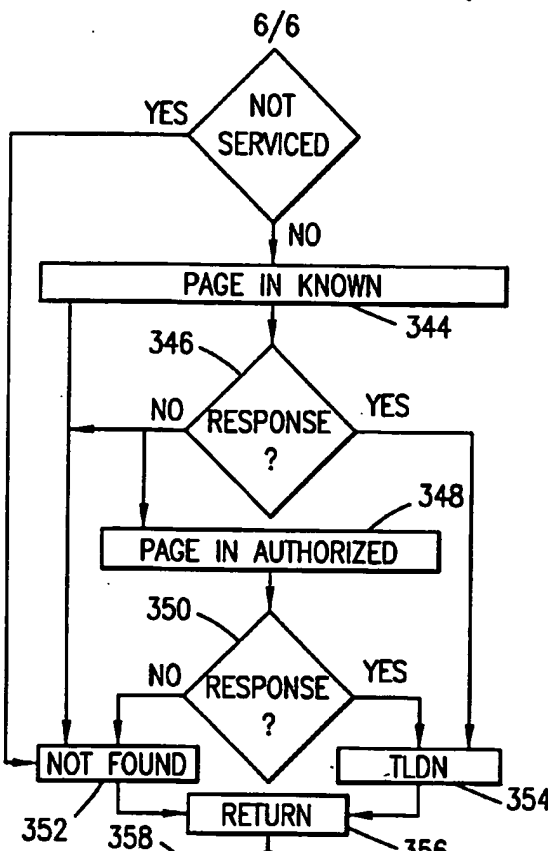 6/6
YES
NOT
SERVICED
NO
PAGE IN KNOWN
344
346
NO
RESPONSE
?
YES
348
PAGE IN AUTHORIZED
350
NO
RESPONSE
?
YES
NOT FOUND
TLDN
352
354
RETURN
358
356